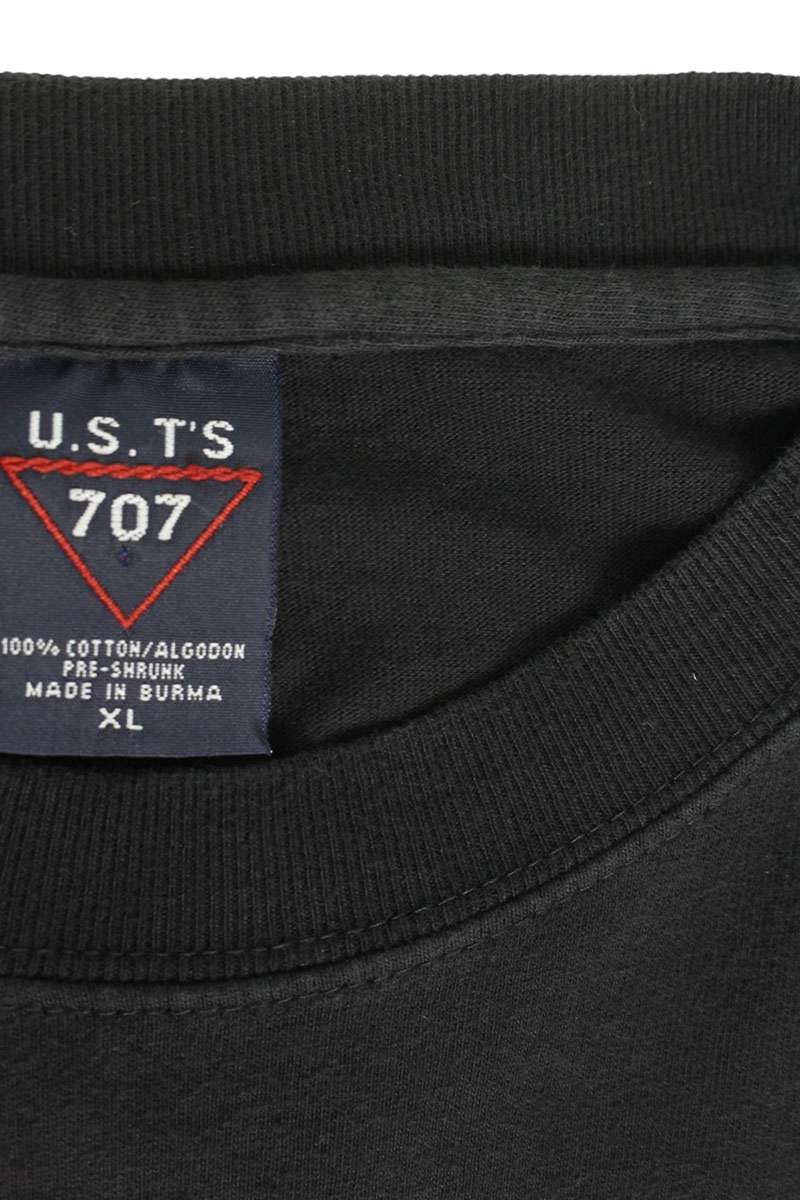 U.S. T'S
707
100% COTTON/ALGODON
PRE-SHRUNK
MADE IN BURMA
XL